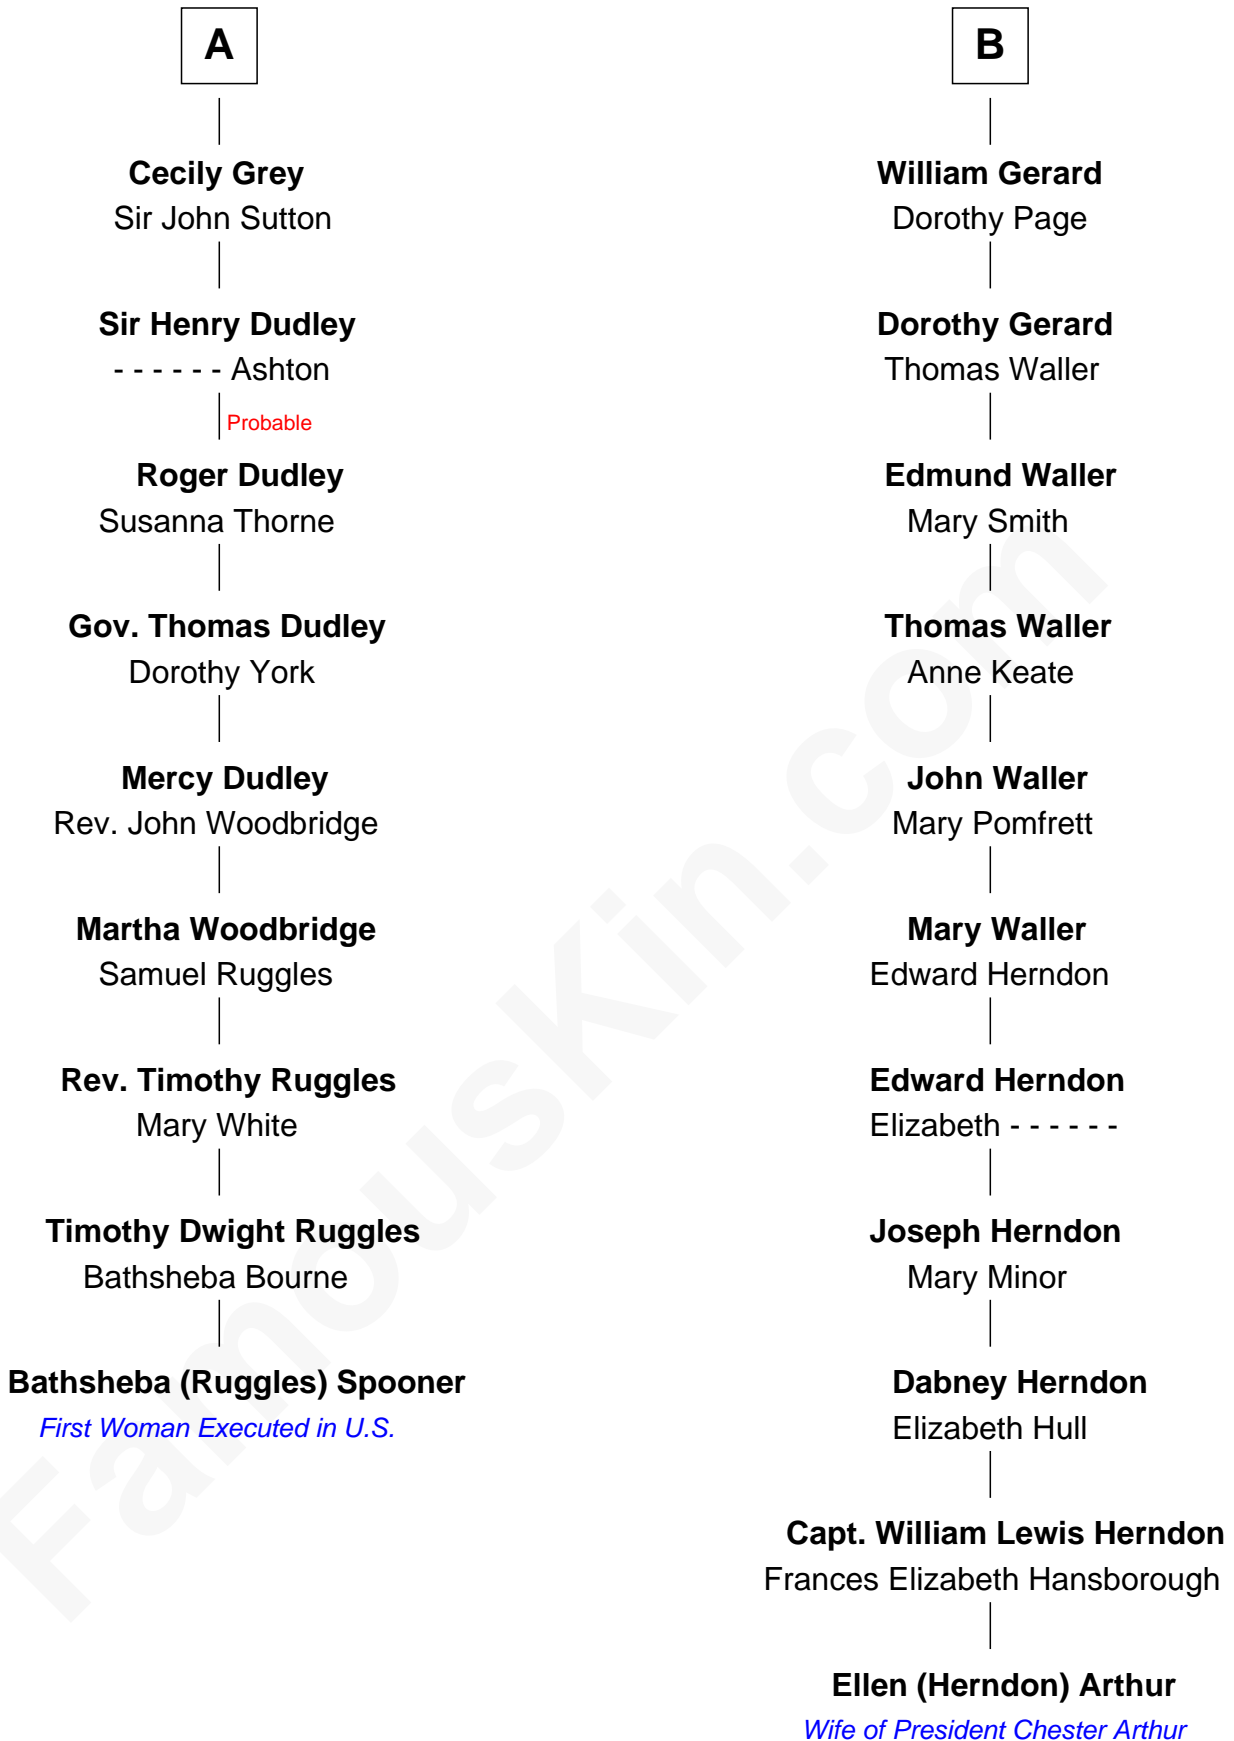 A
Cecily Grey
Sir John Sutton
Sir Henry Dudley
- - - - - - Ashton
Probable
Roger Dudley
Susanna Thorne
Gov. Thomas Dudley
Dorothy York
Mercy Dudley
Rev. John Woodbridge
Martha Woodbridge
Samuel Ruggles
Rev. Timothy Ruggles
Mary White
Timothy Dwight Ruggles
Bathsheba Bourne
Bathsheba (Ruggles) Spooner
First Woman Executed in U.S.
B
William Gerard
Dorothy Page
Dorothy Gerard
Thomas Waller
Edmund Waller
Mary Smith
Thomas Waller
Anne Keate
John Waller
Mary Pomfrett
Mary Waller
Edward Herndon
Edward Herndon
Elizabeth - - - - - -
Joseph Herndon
Mary Minor
Dabney Herndon
Elizabeth Hull
Capt. William Lewis Herndon
Frances Elizabeth Hansborough
Ellen (Herndon) Arthur
Wife of President Chester Arthur
FamousKin.com